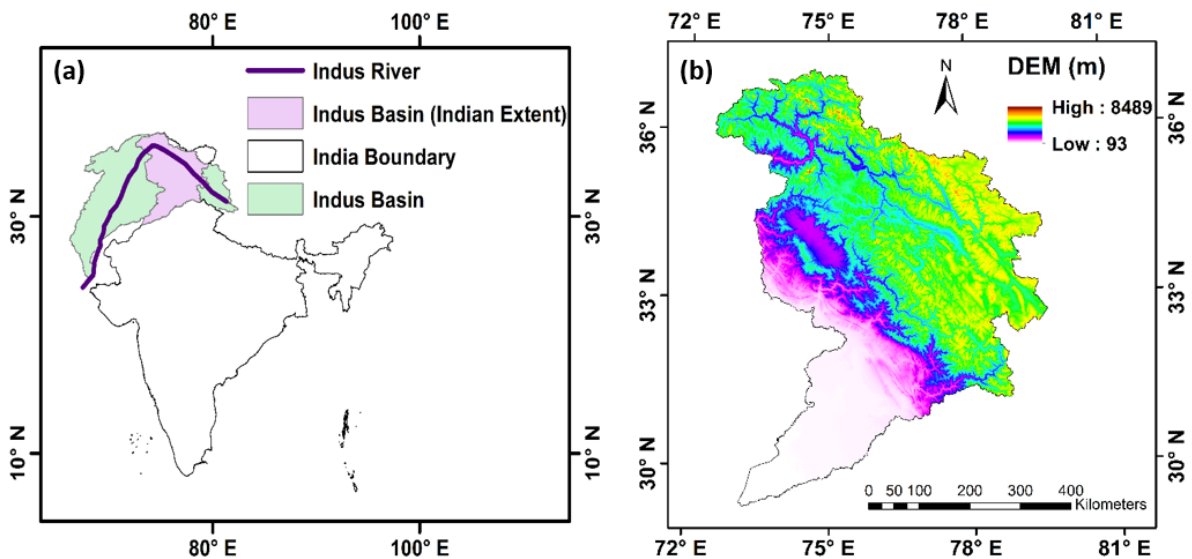 80° E 100° E
(a)
Indus River
Indus Basin (Indian Extent)
India Boundary
Indus Basin
30° N
30° N
10° N
10° N
80° E 100° E
72° E 75° E 78° E 81° E
(b)
N
DEM (m)
High : 8489
Low : 93
36° N
36° N
33° N
33° N
30° N
30° N
0 50 100 200 300 400
Kilometers
72° E 75° E 78° E 81° E